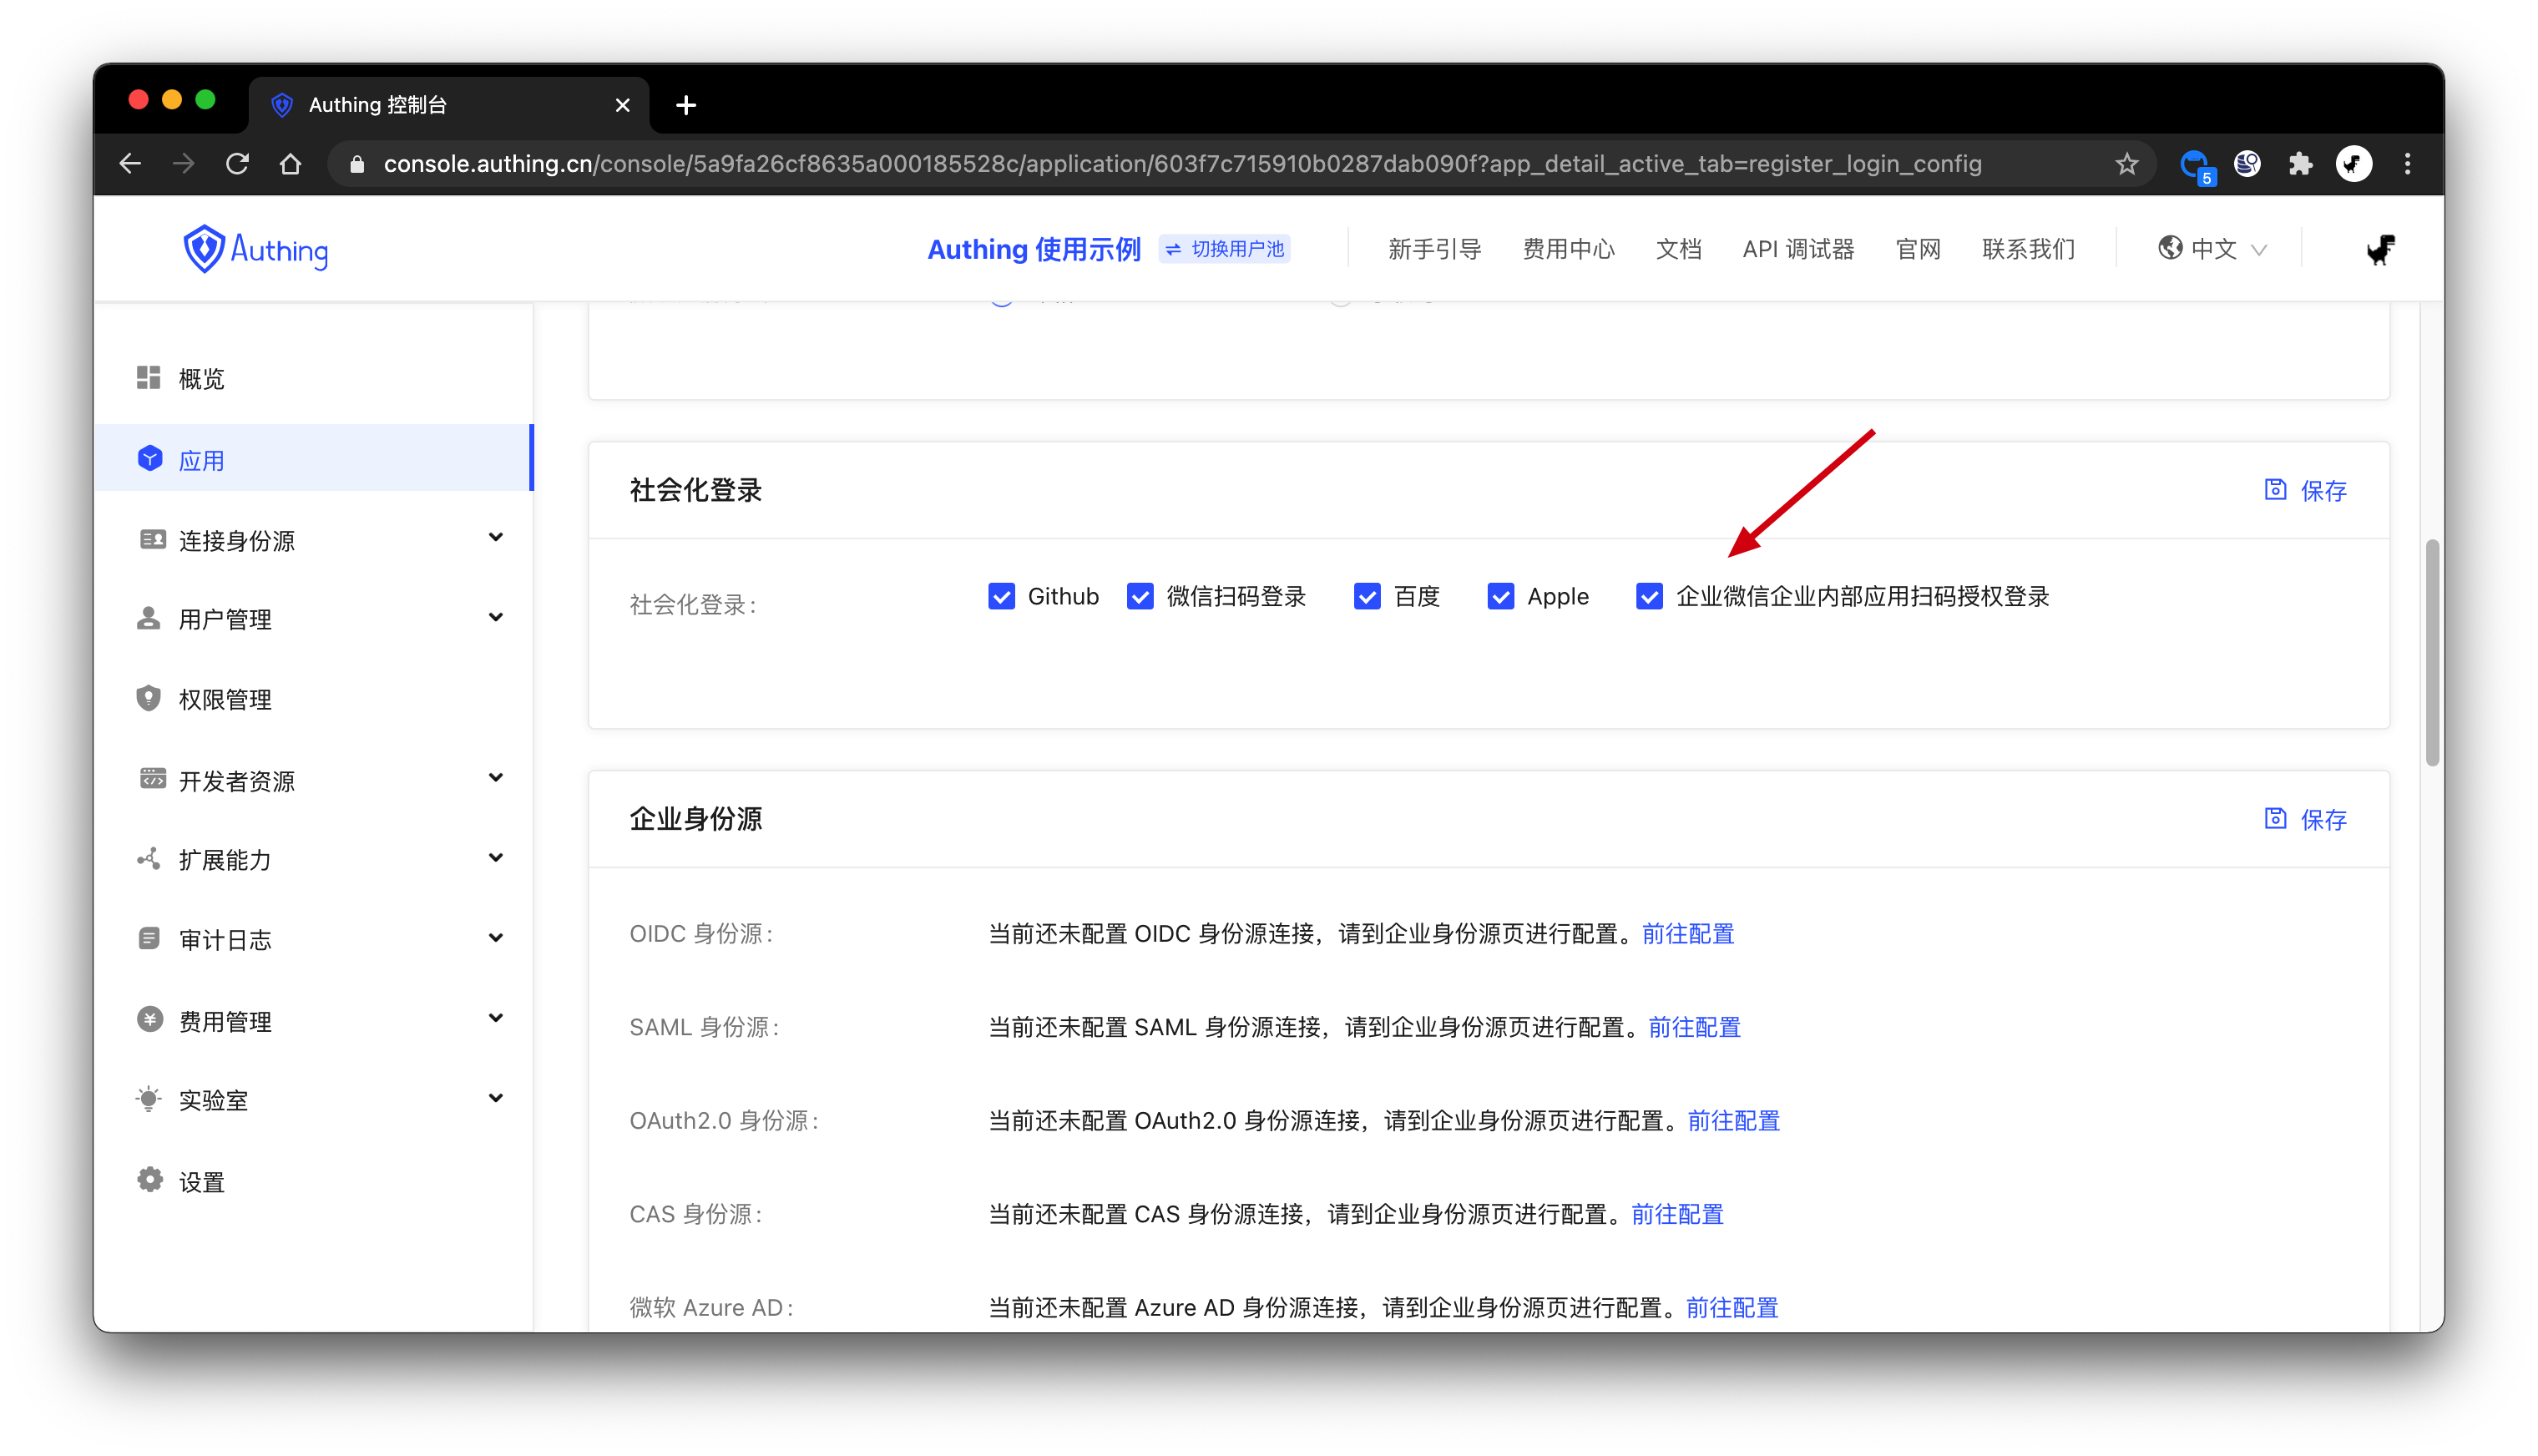 Authing 控制台
console.authing.cn/console/5a9fa26cf8635a000185528c/application/603f7c715910b0287dab090f?app_detail_active_tab=register_login_config
5
Authing
Authing 使用示例 切换用户池 新手引导 费用中心 文档 API 调试器 官网 联系我们 中文
概览
应用
连接身份源
用户管理
权限管理
开发者资源
扩展能力
审计日志
费用管理
实验室
设置
社会化登录 保存
社会化登录: Github 微信扫码登录 百度 Apple 企业微信企业内部应用扫码授权登录
企业身份源 保存
OIDC 身份源: 当前还未配置 OIDC 身份源连接，请到企业身份源页进行配置。前往配置
SAML 身份源: 当前还未配置 SAML 身份源连接，请到企业身份源页进行配置。前往配置
OAuth2.0 身份源: 当前还未配置 OAuth2.0 身份源连接，请到企业身份源页进行配置。前往配置
CAS 身份源: 当前还未配置 CAS 身份源连接，请到企业身份源页进行配置。前往配置
微软 Azure AD: 当前还未配置 Azure AD 身份源连接，请到企业身份源页进行配置。前往配置